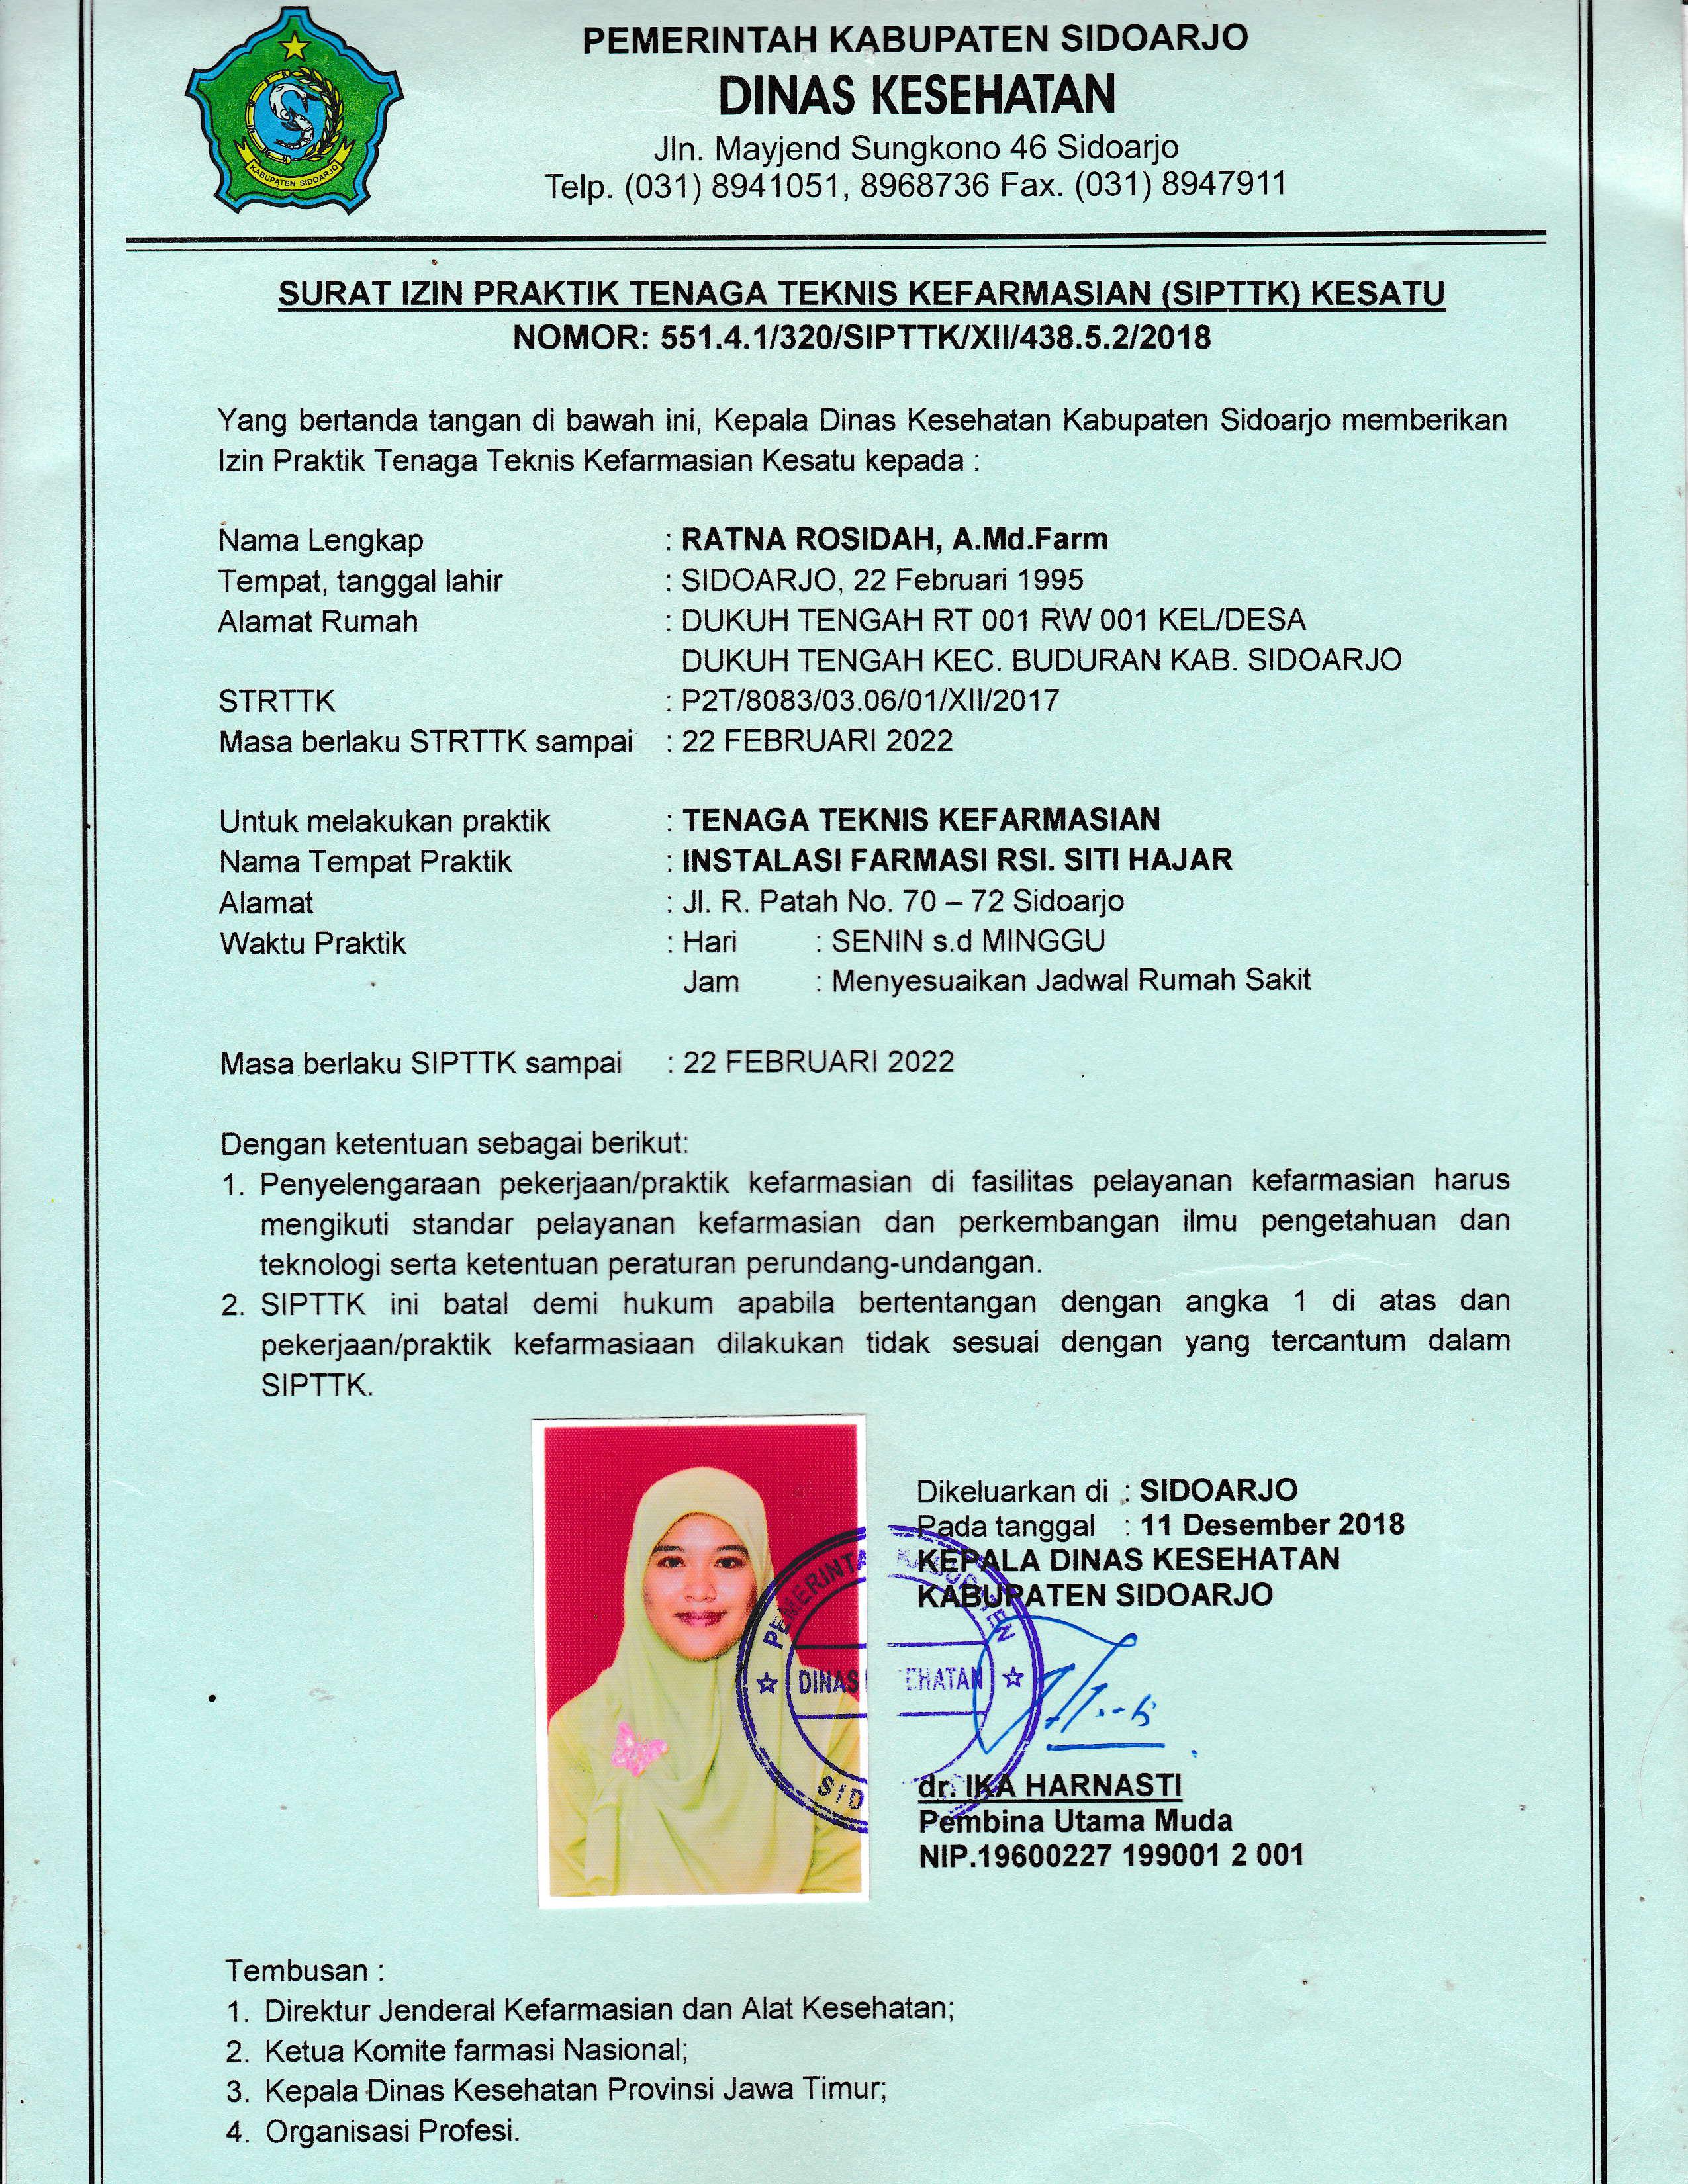 KABUPATEN SIDOARJO
PEMERINTAH KABUPATEN SIDOARJO
DINAS KESEHATAN
Jln. Mayjend Sungkono 46 Sidoarjo
Telp. (031) 8941051, 8968736 Fax. (031) 8947911
SURAT IZIN PRAKTIK TENAGA TEKNIS KEFARMASIAN (SIPTTK) KESATU
NOMOR: 551.4.1/320/SIPTTK/XII/438.5.2/2018
Yang bertanda tangan di bawah ini, Kepala Dinas Kesehatan Kabupaten Sidoarjo memberikan
Izin Praktik Tenaga Teknis Kefarmasian Kesatu kepada :
Nama Lengkap : RATNA ROSIDAH, A.Md.Farm
Tempat, tanggal lahir : SIDOARJO, 22 Februari 1995
Alamat Rumah : DUKUH TENGAH RT 001 RW 001 KEL/DESA
DUKUH TENGAH KEC. BUDURAN KAB. SIDOARJO
STRTTK : P2T/8083/03.06/01/XII/2017
Masa berlaku STRTTK sampai : 22 FEBRUARI 2022
Untuk melakukan praktik : TENAGA TEKNIS KEFARMASIAN
Nama Tempat Praktik : INSTALASI FARMASI RSI. SITI HAJAR
Alamat : Jl. R. Patah No. 70 – 72 Sidoarjo
Waktu Praktik : Hari : SENIN s.d MINGGU
Jam : Menyesuaikan Jadwal Rumah Sakit
Masa berlaku SIPTTK sampai : 22 FEBRUARI 2022
Dengan ketentuan sebagai berikut:
1. Penyelengaraan pekerjaan/praktik kefarmasian di fasilitas pelayanan kefarmasian harus
mengikuti standar pelayanan kefarmasian dan perkembangan ilmu pengetahuan dan
teknologi serta ketentuan peraturan perundang-undangan.
2. SIPTTK ini batal demi hukum apabila bertentangan dengan angka 1 di atas dan
pekerjaan/praktik kefarmasiaan dilakukan tidak sesuai dengan yang tercantum dalam
SIPTTK.
Dikeluarkan di : SIDOARJO
Pada tanggal : 11 Desember 2018
KEPALA DINAS KESEHATAN
KABUPATEN SIDOARJO
PEMERINTA KABUPATEN
DINAS EHATAN
SID
dr. IKA HARNASTI
Pembina Utama Muda
NIP.19600227 199001 2 001
Tembusan :
1. Direktur Jenderal Kefarmasian dan Alat Kesehatan;
2. Ketua Komite farmasi Nasional;
3. Kepala Dinas Kesehatan Provinsi Jawa Timur;
4. Organisasi Profesi.